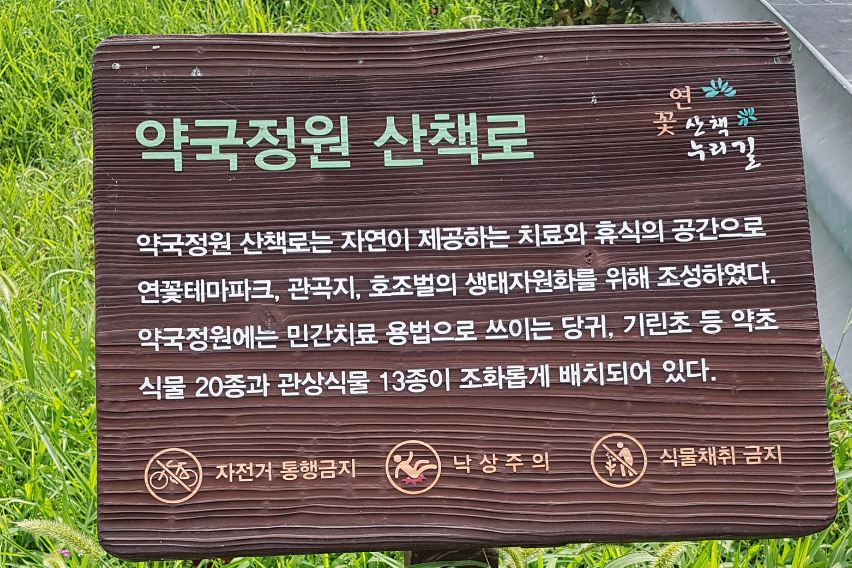 약국정원 산책로
연
꽃 산책
누리길
약국정원 산책로는 자연이 제공하는 치료와 휴식의 공간으로
연꽃테마파크, 관곡지, 호조벌의 생태자원화를 위해 조성하였다.
약국정원에는 민간치료 용법으로 쓰이는 당귀, 기린초 등 약초
식물 20종과 관상식물 13종이 조화롭게 배치되어 있다.
자전거 통행금지 낙상주의 식물채취 금지